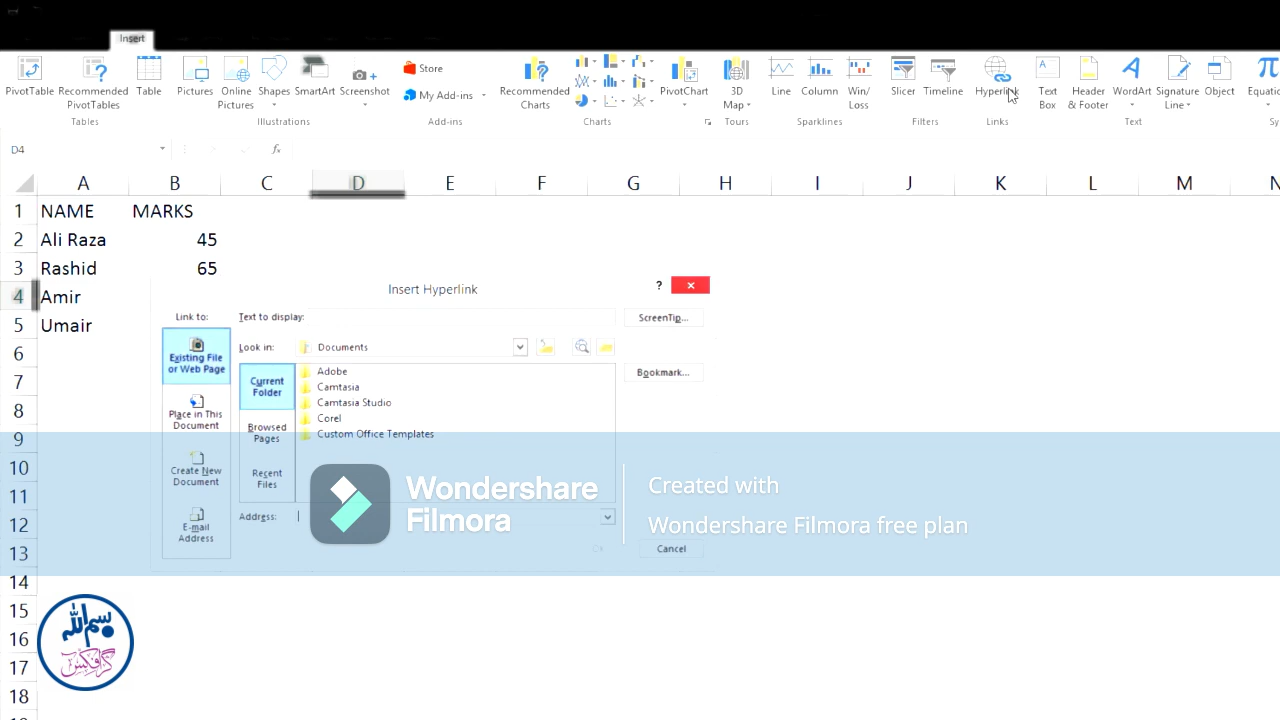 Insert
PivotTable Recommended PivotTables Table Pictures Online Pictures Shapes SmartArt Screenshot Store My Add-ins Recommended Charts PivotChart 3D Map Line Column Win/Loss Slicer Timeline Hyperlink Text Box Header & Footer WordArt Signature Line Object Equatio
Tables Illustrations Add-ins Charts Tours Sparklines Filters Links Text Sy
D4 fx
A B C D E F G H I J K L M N
1 NAME MARKS
2 Ali Raza 45
3 Rashid 65
4 Amir
5 Umair
6
7
8
9
10
11
12
13
14
15
16
17
18
Insert Hyperlink ?
Link to: Text to display: ScreenTip...
Existing File or Web Page
Look in: Documents
Current Folder
Adobe
Camtasia
Camtasia Studio
Corel
Custom Office Templates
Bookmark...
Place in This Document
Browsed Pages
Create New Document
Recent Files
E-mail Address
Address:
Cancel
Wondershare Filmora
Created with
Wondershare Filmora free plan
بسم الله
گرافکس